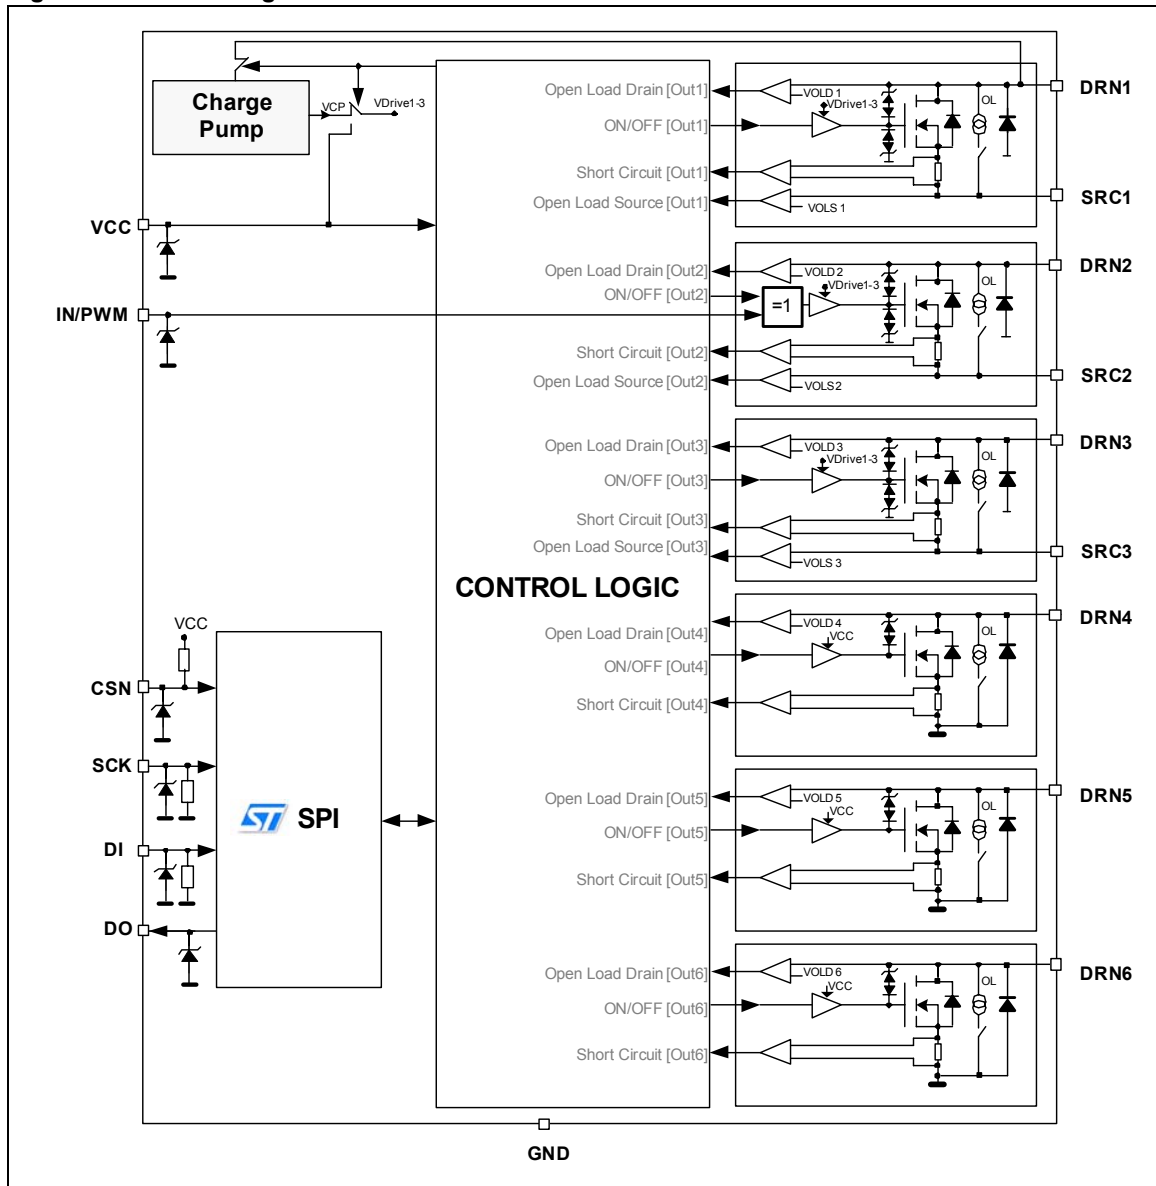 Charge
Pump
VCP
VDrive1-3
VCC
IN/PWM
VCC
CSN
SCK
DI
DO
ST SPI
CONTROL LOGIC
Open Load Drain [Out1]
ON/OFF [Out1]
Short Circuit [Out1]
Open Load Source [Out1]
VOLD 1
VDrive1-3
OL
VOLS 1
DRN1
SRC1
Open Load Drain [Out2]
ON/OFF [Out2]
Short Circuit [Out2]
Open Load Source [Out2]
VOLD 2
VDrive1-3
=1
OL
VOLS2
DRN2
SRC2
Open Load Drain [Out3]
ON/OFF [Out3]
Short Circuit [Out3]
Open Load Source [Out3]
VOLD 3
VDrive1-3
OL
VOLS 3
DRN3
SRC3
Open Load Drain [Out4]
ON/OFF [Out4]
Short Circuit [Out4]
VOLD 4
VCC
OL
DRN4
Open Load Drain [Out5]
ON/OFF [Out5]
Short Circuit [Out5]
VOLD 5
VCC
OL
DRN5
Open Load Drain [Out6]
ON/OFF [Out6]
Short Circuit [Out6]
VOLD 6
VCC
OL
DRN6
GND